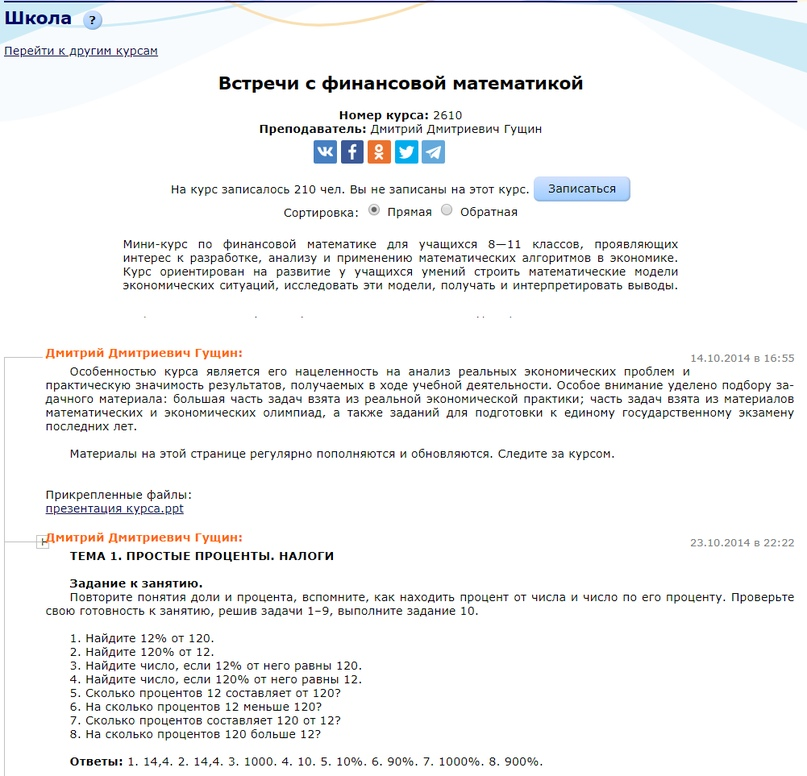 Школа ?
Перейти к другим курсам
Встречи с финансовой математикой
Номер курса: 2610
Преподаватель: Дмитрий Дмитриевич Гущин
На курс записалось 210 чел. Вы не записаны на этот курс. Записаться
Сортировка: Прямая Обратная
Мини-курс по финансовой математике для учащихся 8—11 классов, проявляющих
интерес к разработке, анализу и применению математических алгоритмов в экономике.
Курс ориентирован на развитие у учащихся умений строить математические модели
экономических ситуаций, исследовать эти модели, получать и интерпретировать выводы.
Дмитрий Дмитриевич Гущин:
14.10.2014 в 16:55
Особенностью курса является его нацеленность на анализ реальных экономических проблем и
практическую значимость результатов, получаемых в ходе учебной деятельности. Особое внимание уделено подбору за-
дачного материала: большая часть задач взята из реальной экономической практики; часть задач взята из материалов
математических и экономических олимпиад, а также заданий для подготовки к единому государственному экзамену
последних лет.
Материалы на этой странице регулярно пополняются и обновляются. Следите за курсом.
Прикрепленные файлы:
презентация курса.ppt
Дмитрий Дмитриевич Гущин:
23.10.2014 в 22:22
ТЕМА 1. ПРОСТЫЕ ПРОЦЕНТЫ. НАЛОГИ
Задание к занятию.
Повторите понятия доли и процента, вспомните, как находить процент от числа и число по его проценту. Проверьте
свою готовность к занятию, решив задачи 1–9, выполните задание 10.
1. Найдите 12% от 120.
2. Найдите 120% от 12.
3. Найдите число, если 12% от него равны 120.
4. Найдите число, если 120% от него равны 12.
5. Сколько процентов 12 составляет от 120?
6. На сколько процентов 12 меньше 120?
7. Сколько процентов составляет 120 от 12?
8. На сколько процентов 120 больше 12?
Ответы: 1. 14,4. 2. 14,4. 3. 1000. 4. 10. 5. 10%. 6. 90%. 7. 1000%. 8. 900%.